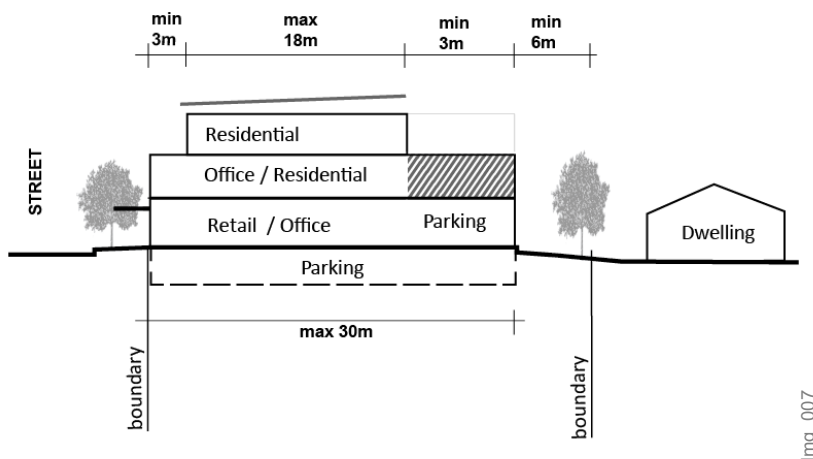 min
3m
max
18m
min
3m
min
6m
STREET
Residential
Office / Residential
Retail / Office
Parking
Dwelling
Parking
max 30m
boundary
boundary
Img_007